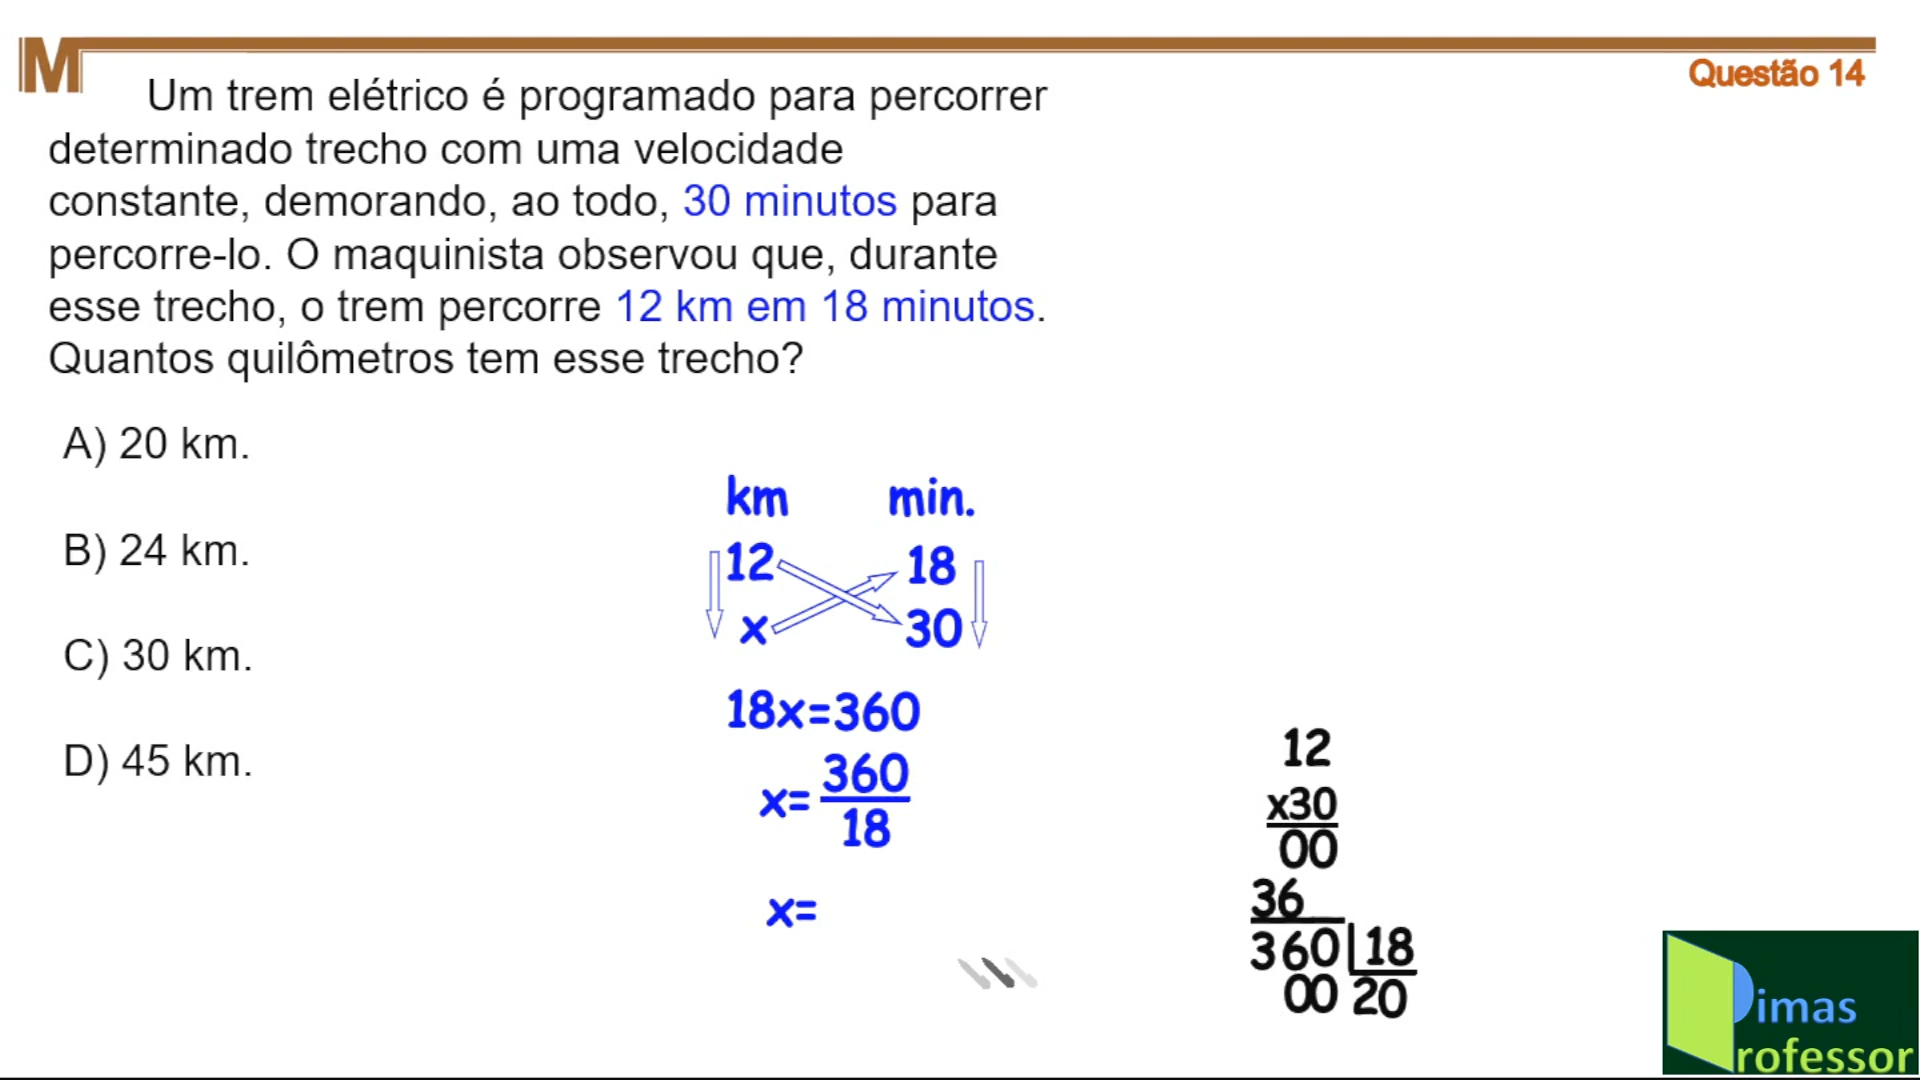 M
Questão 14
Um trem elétrico é programado para percorrer
determinado trecho com uma velocidade
constante, demorando, ao todo, 30 minutos para
percorre-lo. O maquinista observou que, durante
esse trecho, o trem percorre 12 km em 18 minutos.
Quantos quilômetros tem esse trecho?
A) 20 km.
B) 24 km.
C) 30 km.
D) 45 km.
km min.
12 18
x 30
18x=360
x= 360
18
x=
12
x30
00
36
360 18
00 20
Dimas
Professor